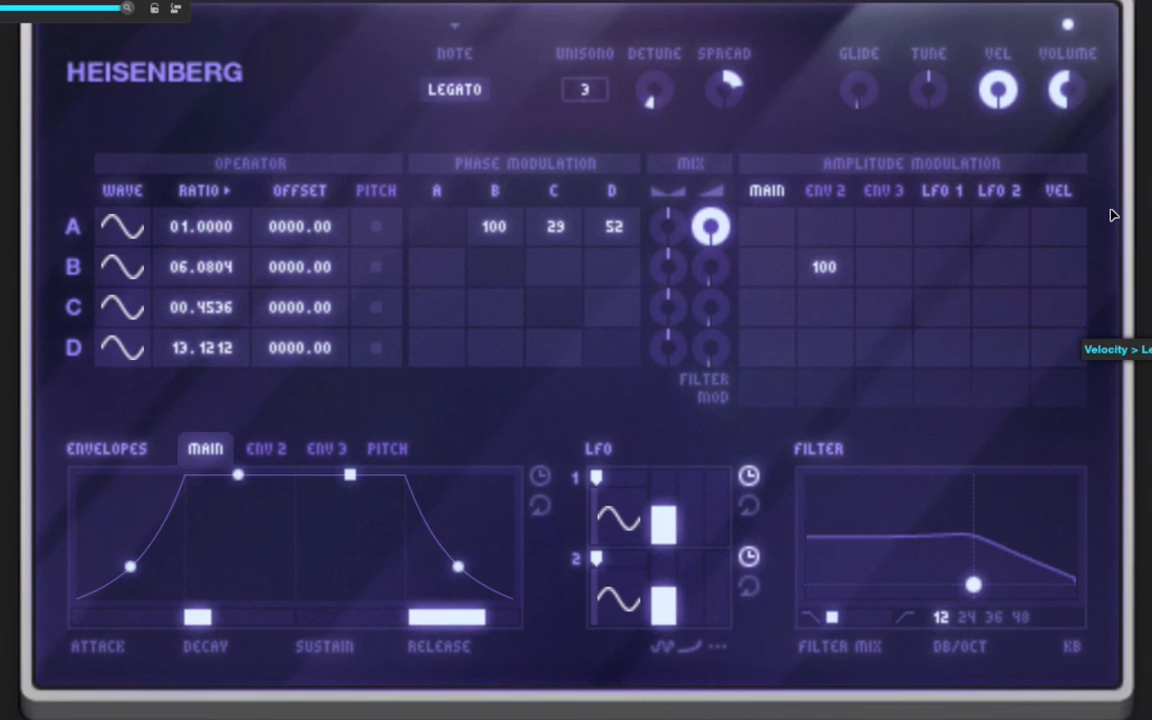 NOTE UNISONO DETUNE SPREAD GLIDE TUNE VEL VOLUME
HEISENBERG
LEGATO 3
OPERATOR PHASE MODULATION MIX AMPLITUDE MODULATION
WAVE RATIO OFFSET PITCH A B C D MAIN ENV 2 ENV 3 LFO 1 LFO 2 VEL
A 01.0000 0000.00 100 29 52
B 06.0804 0000.00 100
C 00.4536 0000.00
D 13.1212 0000.00
Velocity > Le
FILTER
MOD
ENVELOPES MAIN ENV 2 ENV 3 PITCH LFO FILTER
1
2
12 24 36 48
ATTACK DECAY SUSTAIN RELEASE FILTER MIX DB/OCT KB